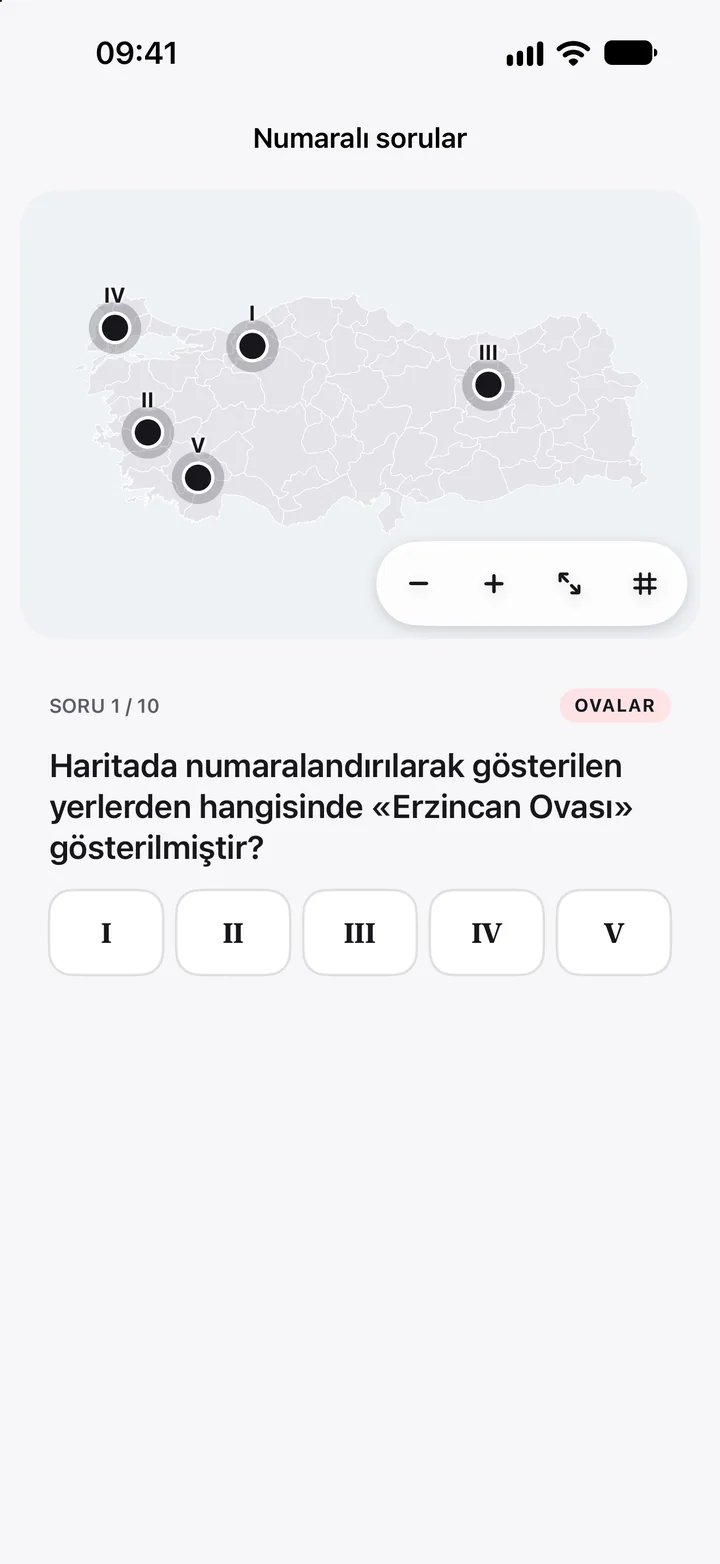 09:41
Numaralı sorular
IV
I
III
II
V
SORU 1 / 10
OVALAR
Haritada numaralandırılarak gösterilen
yerlerden hangisinde «Erzincan Ovası»
gösterilmiştir?
I
II
III
IV
V